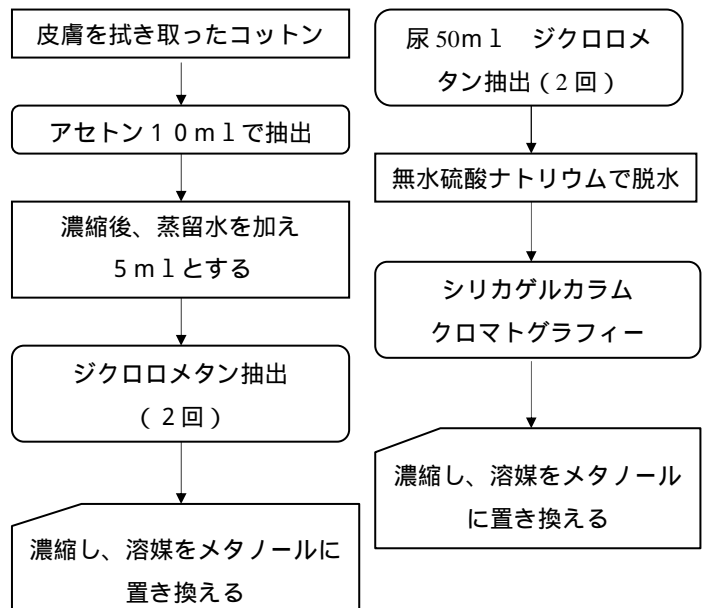 皮膚を拭き取ったコットン
アセトン１０ｍｌで抽出
濃縮後、蒸留水を加え
５ｍｌとする
ジクロロメタン抽出
（２回）
濃縮し、溶媒をメタノールに
置き換える
尿 50ｍｌ　ジクロロメ
タン抽出（2 回）
無水硫酸ナトリウムで脱水
シリカゲルカラム
クロマトグラフィー
濃縮し、溶媒をメタノール
に置き換える